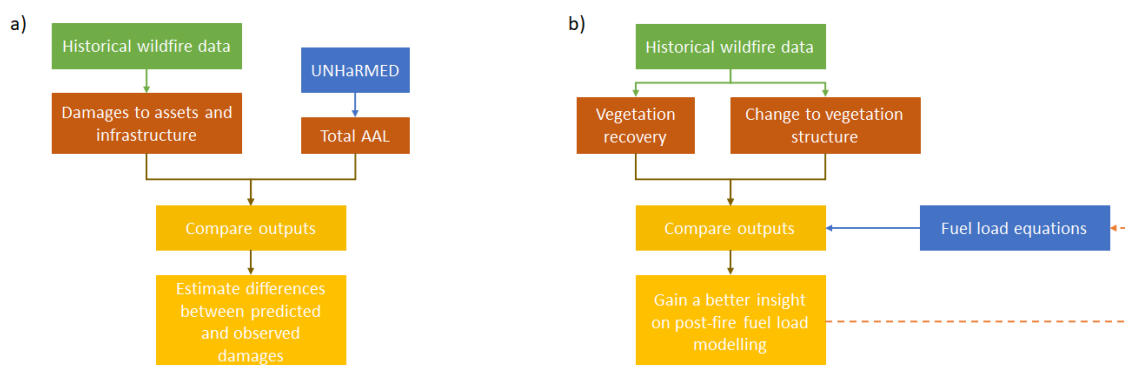 a)
Historical wildfire data
UNHaRMED
Damages to assets and
infrastructure
Total AAL
Compare outputs
Estimate differences
between predicted
and observed
damages
b)
Historical wildfire data
Vegetation
recovery
Change to vegetation
structure
Compare outputs
Fuel load equations
Gain a better insight
on post-fire fuel load
modelling